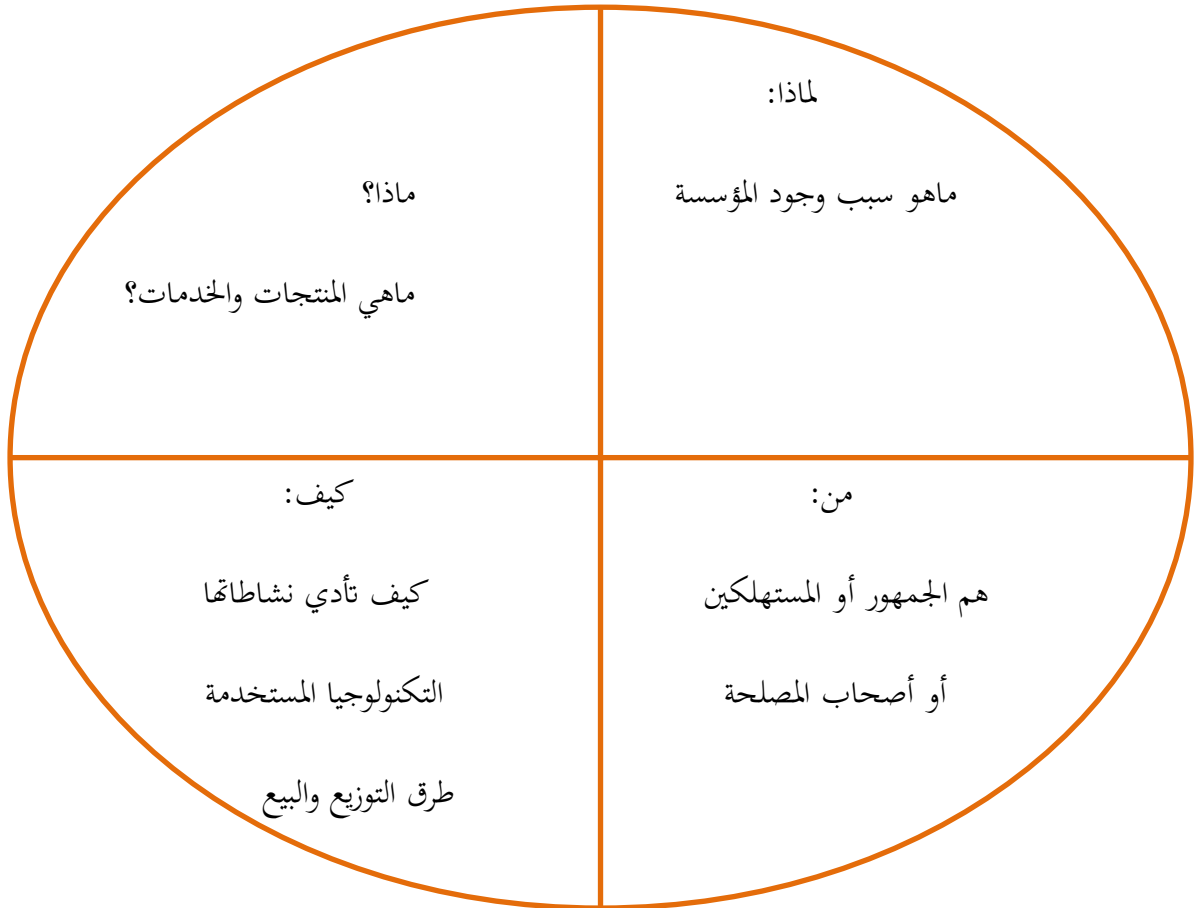 لماذا:
ماهو سبب وجود المؤسسة
ماذا؟
ماهي المنتجات والخدمات؟
من:
هم الجمهور أو المستهلكين
أو أصحاب المصلحة
كيف:
كيف تأدي نشاطاتها
التكنولوجيا المستخدمة
طرق التوزيع والبيع